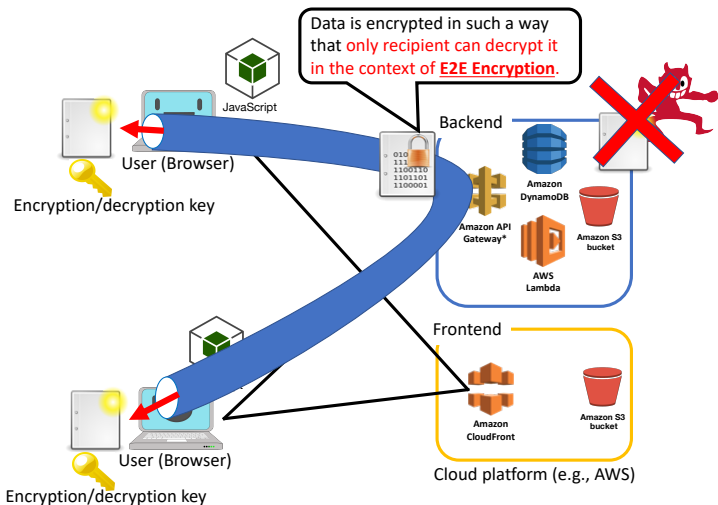 Data is encrypted in such a way
that only recipient can decrypt it
in the context of E2E Encryption.
JavaScript
User (Browser)
Encryption/decryption key
010
111
1100110
1101101
1100001
Backend
Amazon
DynamoDB
Amazon API
Gateway*
AWS
Lambda
Amazon S3
bucket
Frontend
Amazon
CloudFront
Amazon S3
bucket
Cloud platform (e.g., AWS)
User (Browser)
Encryption/decryption key